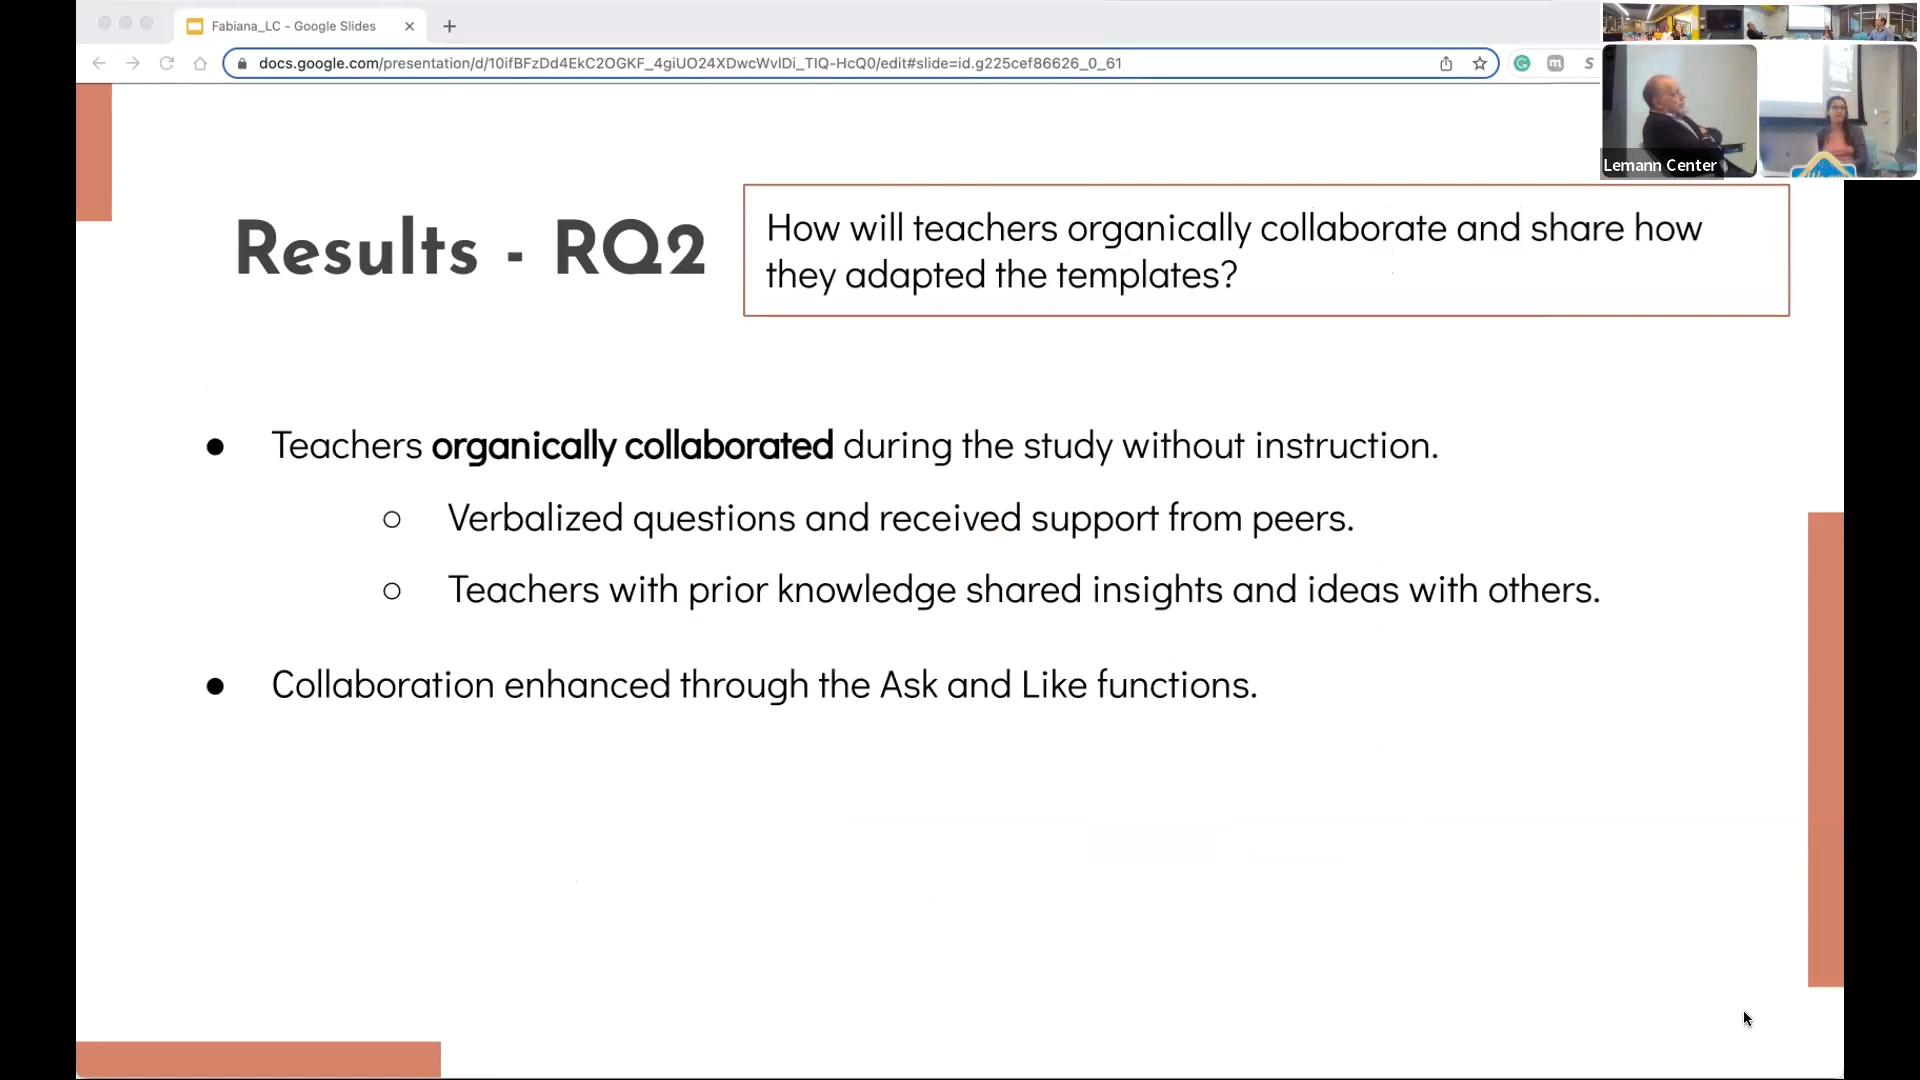 Fabiana_LC - Google Slides
docs.google.com/presentation/d/10ifBFzDd4EkC2OGKF_4giUO24XDwcWvlDi_TIQ-HcQ0/edit#slide=id.g225cef86626_0_61
Lemann Center
Results - RQ2
How will teachers organically collaborate and share how
they adapted the templates?
● Teachers organically collaborated during the study without instruction.
○ Verbalized questions and received support from peers.
○ Teachers with prior knowledge shared insights and ideas with others.
● Collaboration enhanced through the Ask and Like functions.